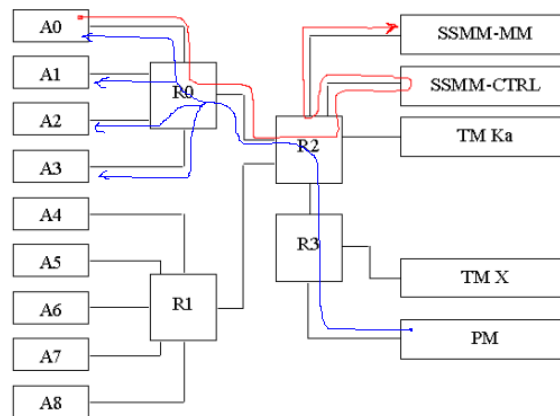 A0
A1
A2
A3
A4
A5
A6
A7
A8
R0
R1
R2
R3
SSMM-MM
SSMM-CTRL
TM Ka
TM X
PM